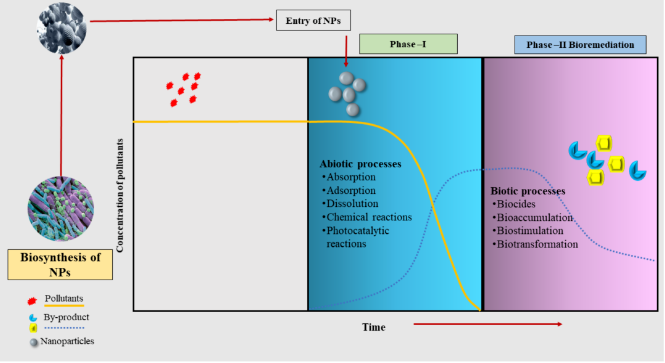 Entry of NPs
Phase –I
Phase –II Bioremediation
Concentration of pollutants
Abiotic processes
•Absorption
•Adsorption
•Dissolution
•Chemical reactions
•Photocatalytic
reactions
Biotic processes
•Biocides
•Bioaccumulation
•Biostimulation
•Biotransformation
Biosynthesis of
NPs
Pollutants
By-product
Nanoparticles
Time